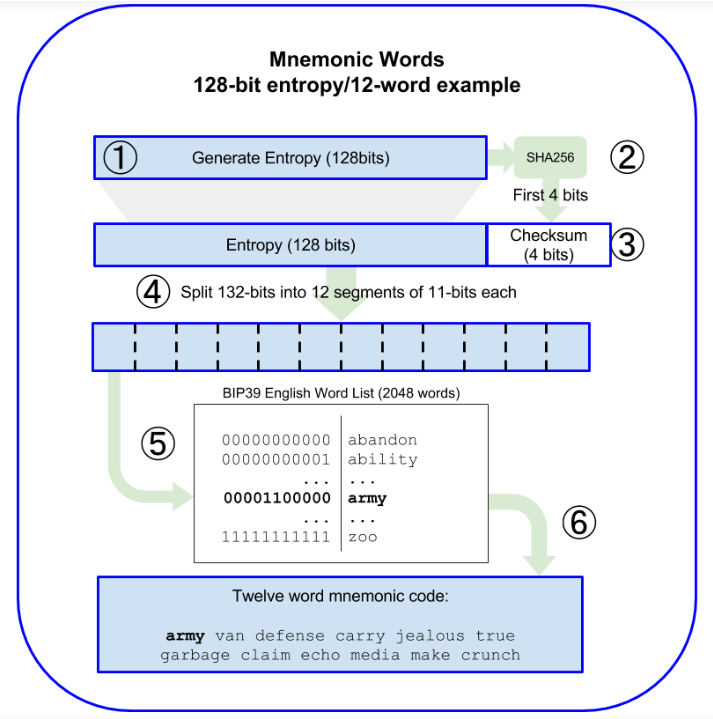 Mnemonic Words
128-bit entropy/12-word example
① Generate Entropy (128bits) SHA256 ②
First 4 bits
Entropy (128 bits) Checksum (4 bits) ③
④ Split 132-bits into 12 segments of 11-bits each
BIP39 English Word List (2048 words)
⑤
00000000000 abandon
00000000001 ability
... ...
00001100000 army
... ...
11111111111 zoo
⑥
Twelve word mnemonic code:
army van defense carry jealous true
garbage claim echo media make crunch